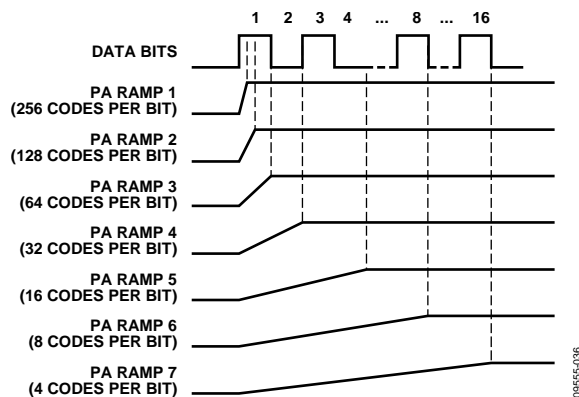 1 2 3 4 ... 8 ... 16
DATA BITS
PA RAMP 1
(256 CODES PER BIT)
PA RAMP 2
(128 CODES PER BIT)
PA RAMP 3
(64 CODES PER BIT)
PA RAMP 4
(32 CODES PER BIT)
PA RAMP 5
(16 CODES PER BIT)
PA RAMP 6
(8 CODES PER BIT)
PA RAMP 7
(4 CODES PER BIT)
09555-036